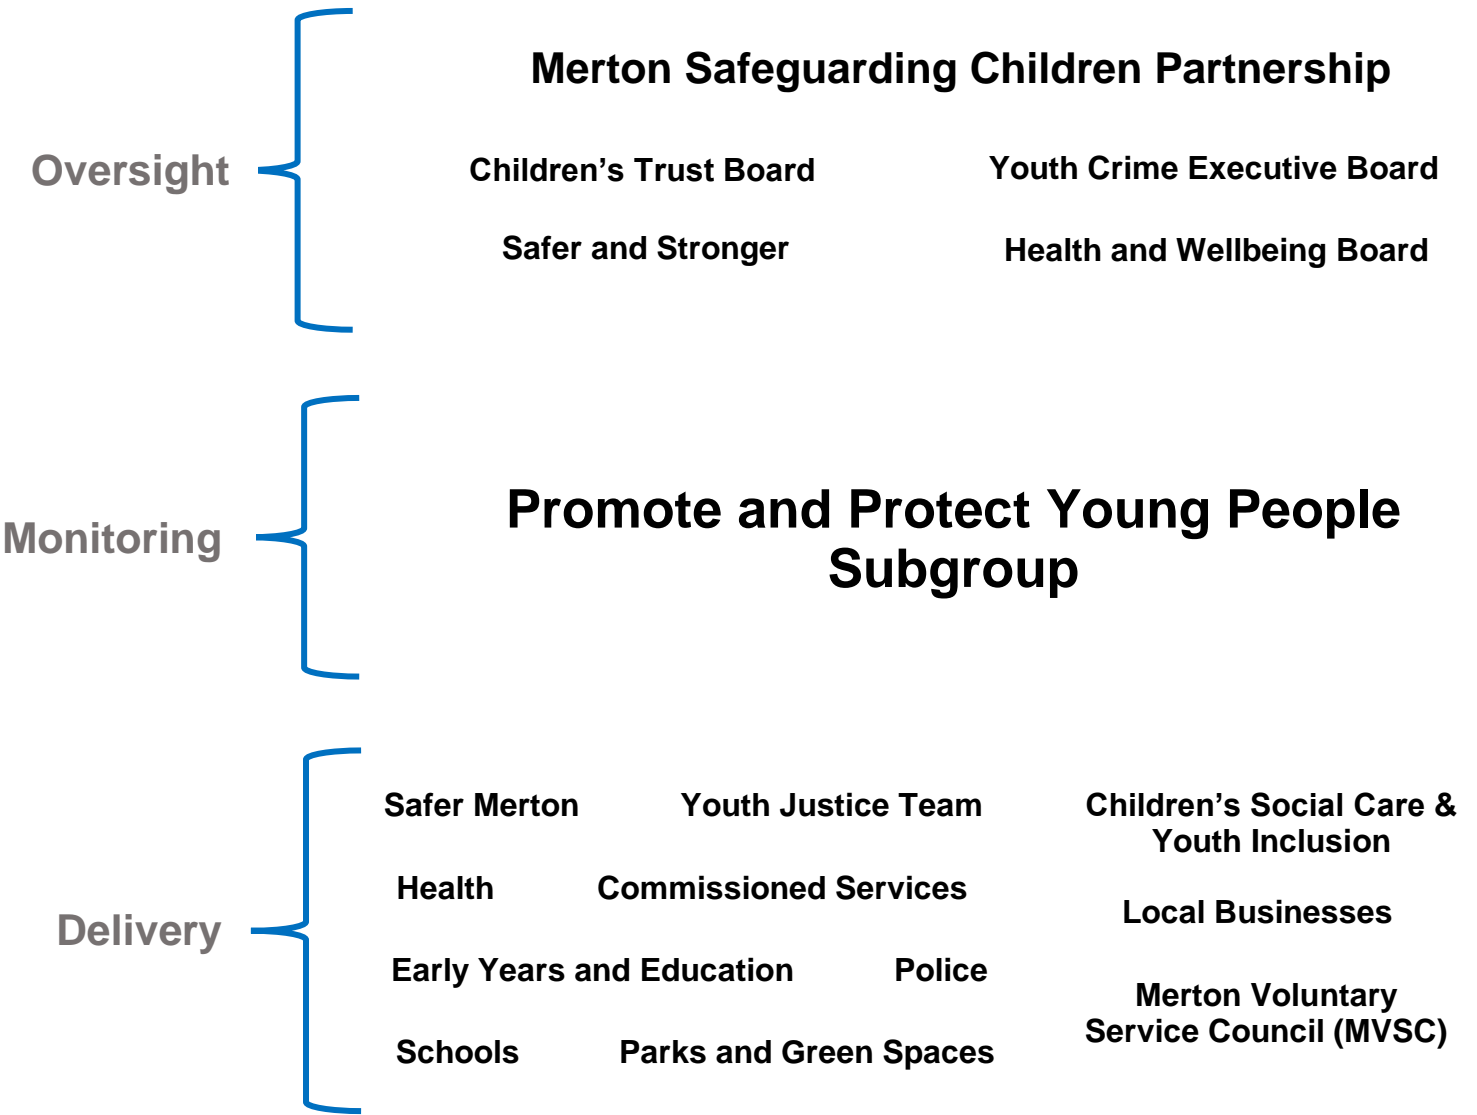 Merton Safeguarding Children Partnership
Oversight
Children’s Trust Board
Youth Crime Executive Board
Safer and Stronger
Health and Wellbeing Board
Monitoring
Promote and Protect Young People
Subgroup
Delivery
Safer Merton
Youth Justice Team
Children’s Social Care &
Youth Inclusion
Health
Commissioned Services
Local Businesses
Early Years and Education
Police
Merton Voluntary
Service Council (MVSC)
Schools
Parks and Green Spaces